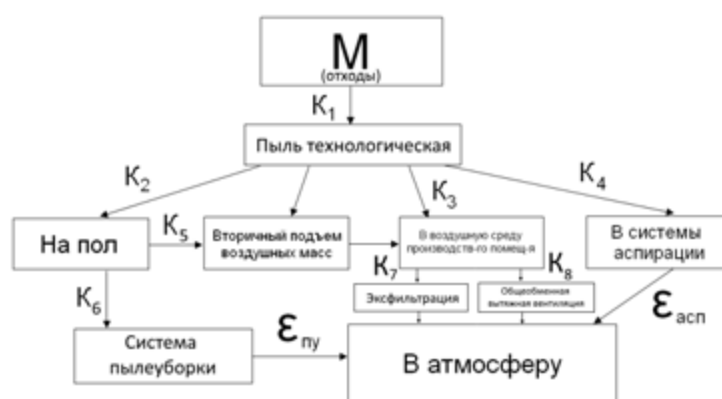 М
(отходы)
К1
Пыль технологическая
К2
К3
К4
На пол
К5
Вторичный подъем
воздушных масс
В воздушную среду
производств-го помещ-я
В системы
аспирации
К6
К7
К8
Эксфильтрация
Общеобменная
вытяжная вентиляция
εасп
Система
пылеуборки
εпу
В атмосферу